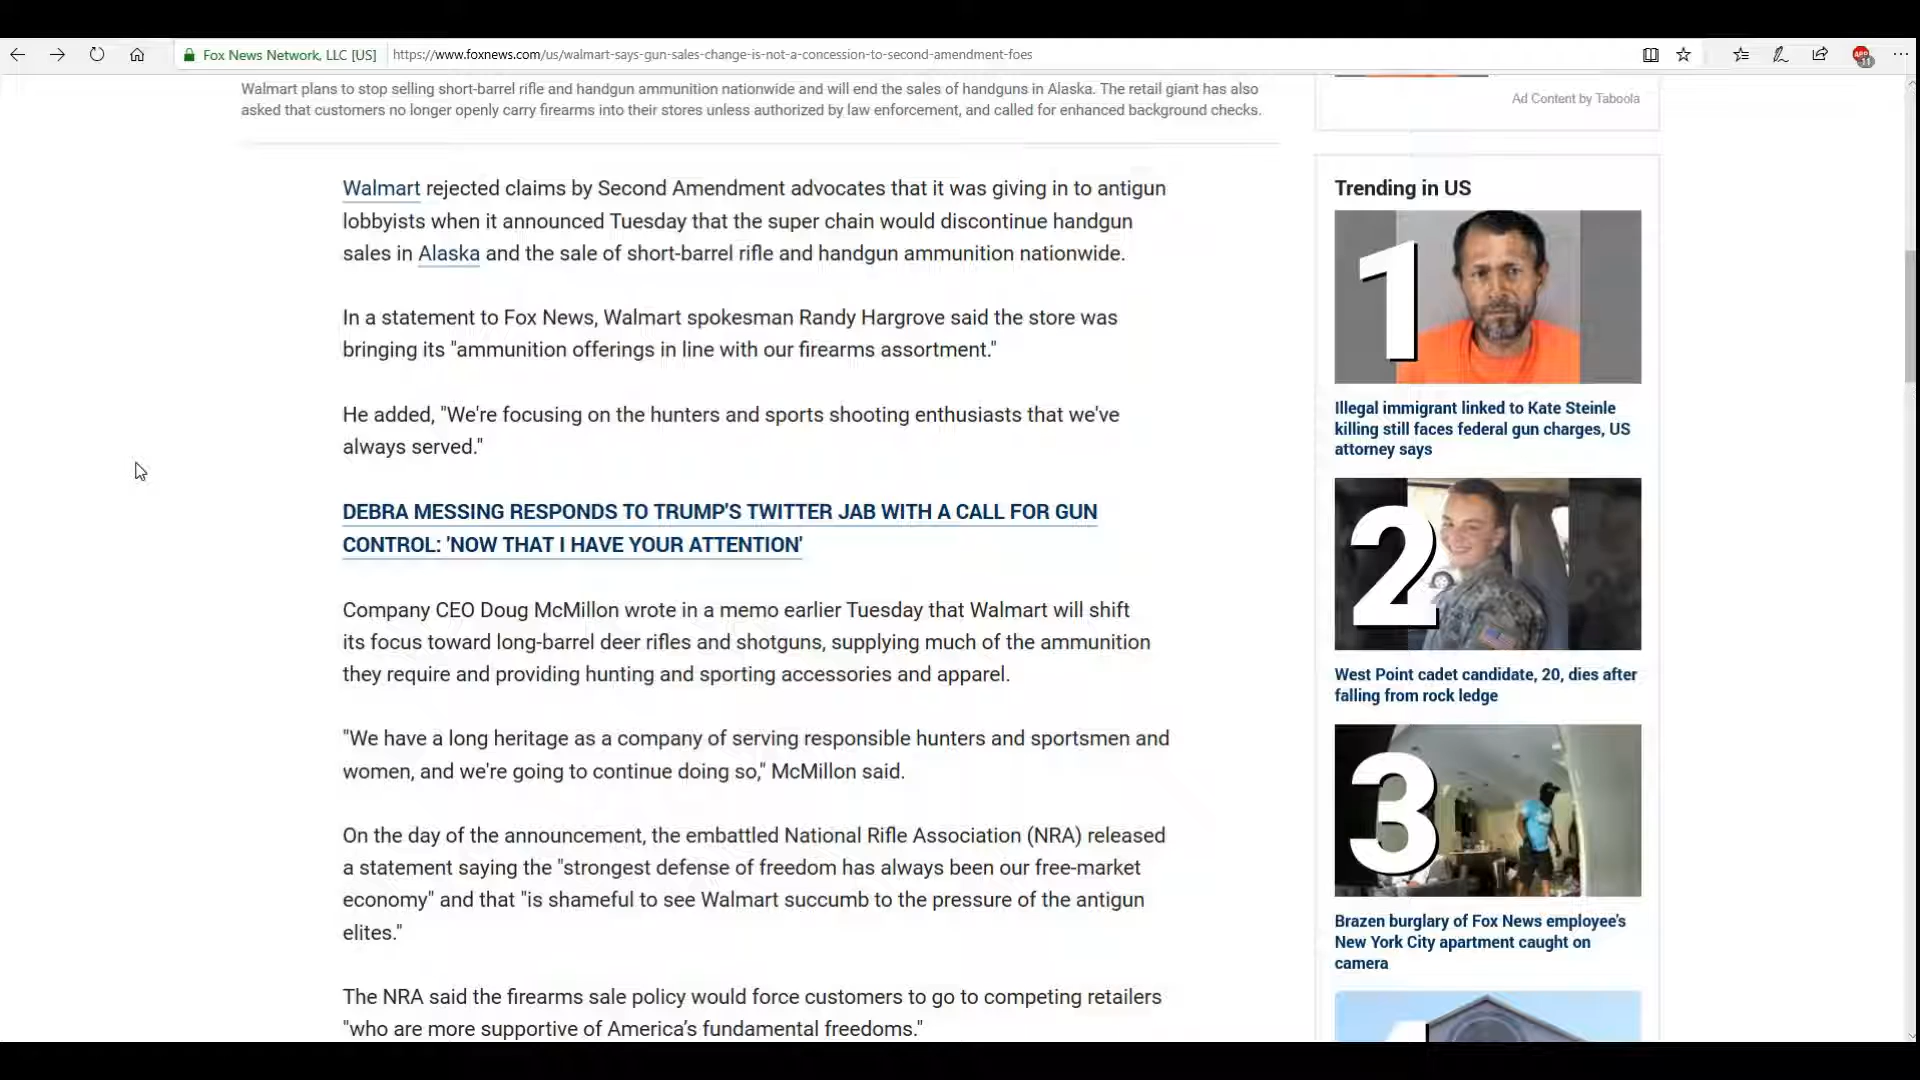 Fox News Network, LLC [US]
https://www.foxnews.com/us/walmart-says-gun-sales-change-is-not-a-concession-to-second-amendment-foes
11
Walmart plans to stop selling short-barrel rifle and handgun ammunition nationwide and will end the sales of handguns in Alaska. The retail giant has also
asked that customers no longer openly carry firearms into their stores unless authorized by law enforcement, and called for enhanced background checks.
Walmart rejected claims by Second Amendment advocates that it was giving in to antigun
lobbyists when it announced Tuesday that the super chain would discontinue handgun
sales in Alaska and the sale of short-barrel rifle and handgun ammunition nationwide.
In a statement to Fox News, Walmart spokesman Randy Hargrove said the store was
bringing its "ammunition offerings in line with our firearms assortment."
He added, "We're focusing on the hunters and sports shooting enthusiasts that we've
always served."
DEBRA MESSING RESPONDS TO TRUMP'S TWITTER JAB WITH A CALL FOR GUN
CONTROL: 'NOW THAT I HAVE YOUR ATTENTION'
Company CEO Doug McMillon wrote in a memo earlier Tuesday that Walmart will shift
its focus toward long-barrel deer rifles and shotguns, supplying much of the ammunition
they require and providing hunting and sporting accessories and apparel.
"We have a long heritage as a company of serving responsible hunters and sportsmen and
women, and we're going to continue doing so," McMillon said.
On the day of the announcement, the embattled National Rifle Association (NRA) released
a statement saying the "strongest defense of freedom has always been our free-market
economy" and that "is shameful to see Walmart succumb to the pressure of the antigun
elites."
The NRA said the firearms sale policy would force customers to go to competing retailers
"who are more supportive of America's fundamental freedoms."
Ad Content by Taboola
Trending in US
1
Illegal immigrant linked to Kate Steinle
killing still faces federal gun charges, US
attorney says
2
West Point cadet candidate, 20, dies after
falling from rock ledge
3
Brazen burglary of Fox News employee's
New York City apartment caught on
camera